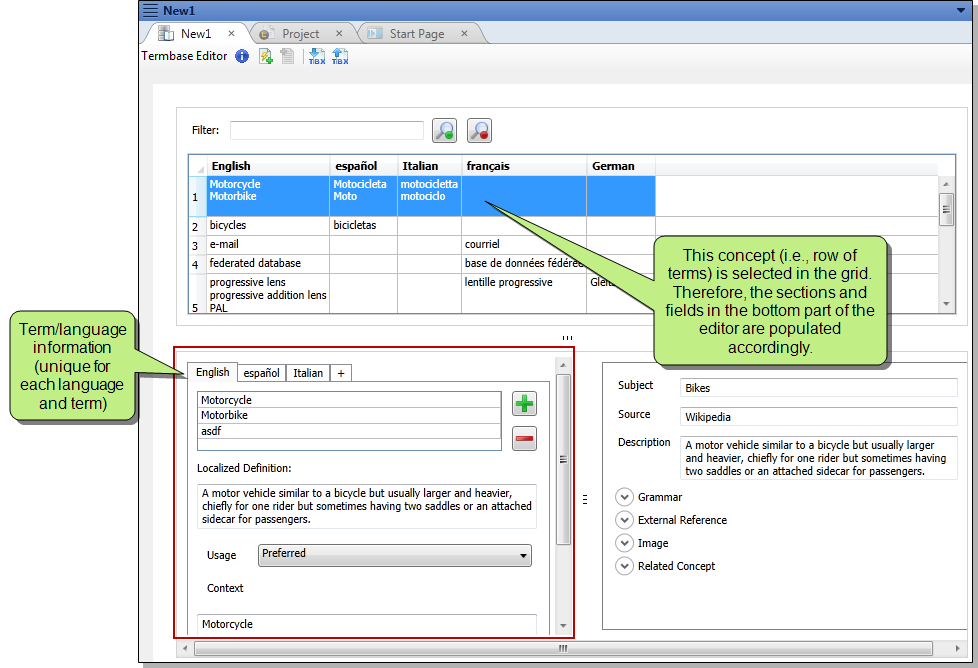 New1
New1 × Project × Start Page ×
Termbase Editor TBX TBX
Filter:
English español Italian français German
1 Motorcycle Motocicleta motocicletta
Motorbike Moto motociclo
2 bicycles bicicletas
3 e-mail courriel
4 federated database base de données fédérée
5 progressive lens lentille progressive Gleit
progressive addition lens
PAL
This concept (i.e., row of
terms) is selected in the grid.
Therefore, the sections and
fields in the bottom part of the
editor are populated
accordingly.
Term/language
information
(unique for
each language
and term)
English español Italian +
Motorcycle
Motorbike
asdf
Localized Definition:
A motor vehicle similar to a bicycle but usually larger and heavier,
chiefly for one rider but sometimes having two saddles or an attached
sidecar for passengers.
Usage Preferred
Context
Motorcycle
Subject Bikes
Source Wikipedia
Description A motor vehicle similar to a bicycle but usually larger
and heavier, chiefly for one rider but sometimes having
two saddles or an attached sidecar for passengers.
Grammar
External Reference
Image
Related Concept